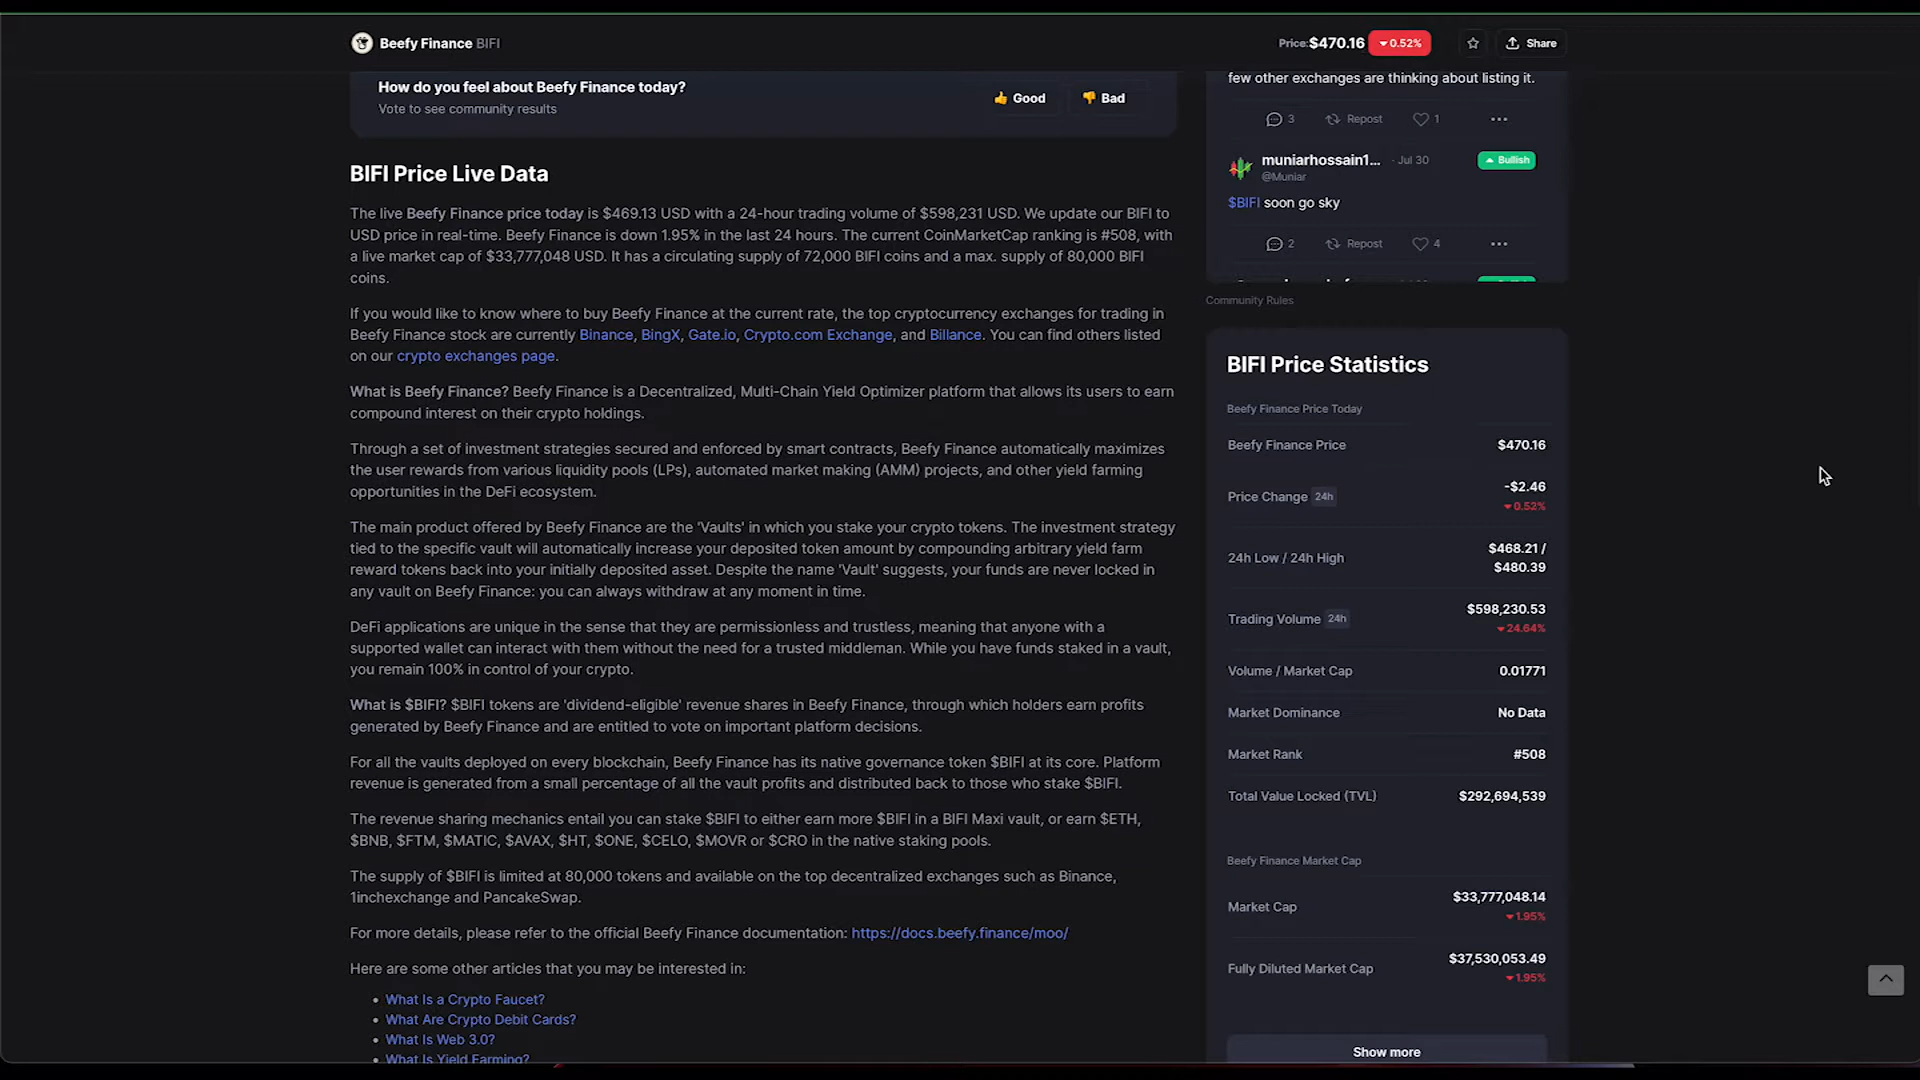 Beefy Finance BIFI
Price:$470.16 0.52%
Share
How do you feel about Beefy Finance today?
Vote to see community results
👍 Good
👎 Bad
BIFI Price Live Data
The live Beefy Finance price today is $469.13 USD with a 24-hour trading volume of $598,231 USD. We update our BIFI to
USD price in real-time. Beefy Finance is down 1.95% in the last 24 hours. The current CoinMarketCap ranking is #508, with
a live market cap of $33,777,048 USD. It has a circulating supply of 72,000 BIFI coins and a max. supply of 80,000 BIFI
coins.
If you would like to know where to buy Beefy Finance at the current rate, the top cryptocurrency exchanges for trading in
Beefy Finance stock are currently Binance, BingX, Gate.io, Crypto.com Exchange, and Billance. You can find others listed
on our crypto exchanges page.
What is Beefy Finance? Beefy Finance is a Decentralized, Multi-Chain Yield Optimizer platform that allows its users to earn
compound interest on their crypto holdings.
Through a set of investment strategies secured and enforced by smart contracts, Beefy Finance automatically maximizes
the user rewards from various liquidity pools (LPs), automated market making (AMM) projects, and other yield farming
opportunities in the DeFi ecosystem.
The main product offered by Beefy Finance are the 'Vaults' in which you stake your crypto tokens. The investment strategy
tied to the specific vault will automatically increase your deposited token amount by compounding arbitrary yield farm
reward tokens back into your initially deposited asset. Despite the name 'Vault' suggests, your funds are never locked in
any vault on Beefy Finance: you can always withdraw at any moment in time.
DeFi applications are unique in the sense that they are permissionless and trustless, meaning that anyone with a
supported wallet can interact with them without the need for a trusted middleman. While you have funds staked in a vault,
you remain 100% in control of your crypto.
What is $BIFI? $BIFI tokens are 'dividend-eligible' revenue shares in Beefy Finance, through which holders earn profits
generated by Beefy Finance and are entitled to vote on important platform decisions.
For all the vaults deployed on every blockchain, Beefy Finance has its native governance token $BIFI at its core. Platform
revenue is generated from a small percentage of all the vault profits and distributed back to those who stake $BIFI.
The revenue sharing mechanics entail you can stake $BIFI to either earn more $BIFI in a BIFI Maxi vault, or earn $ETH,
$BNB, $FTM, $MATIC, $AVAX, $HT, $ONE, $CELO, $MOVR or $CRO in the native staking pools.
The supply of $BIFI is limited at 80,000 tokens and available on the top decentralized exchanges such as Binance,
1inchexchange and PancakeSwap.
For more details, please refer to the official Beefy Finance documentation: https://docs.beefy.finance/moo/
Here are some other articles that you may be interested in:
• What Is a Crypto Faucet?
• What Are Crypto Debit Cards?
• What Is Web 3.0?
• What Is Yield Farming?
few other exchanges are thinking about listing it.
3 Repost 1 ...
muniarhossain1... · Jul 30 Bullish
@Muniar
$BIFI soon go sky
2 Repost 4 ...
Community Rules
BIFI Price Statistics
Beefy Finance Price Today
Beefy Finance Price $470.16
Price Change 24h -$2.46
0.52%
24h Low / 24h High $468.21 /
$480.39
Trading Volume 24h $598,230.53
24.64%
Volume / Market Cap 0.01771
Market Dominance No Data
Market Rank #508
Total Value Locked (TVL) $292,694,539
Beefy Finance Market Cap
Market Cap $33,777,048.14
1.95%
Fully Diluted Market Cap $37,530,053.49
1.95%
Show more